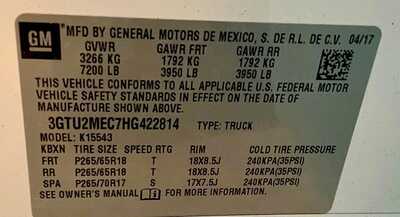 GM
MFD BY GENERAL MOTORS DE MEXICO, S. DE R.L. DE C.V. 04/17
GVWR GAWR FRT GAWR RR
3266 KG 1792 KG 1792 KG
7200 LB 3950 LB 3950 LB
THIS VEHICLE CONFORMS TO ALL APPLICABLE U.S. FEDERAL MOTOR
VEHICLE SAFETY STANDARDS IN EFFECT ON THE DATE OF
MANUFACTURE SHOWN ABOVE.
3GTU2MEC7HG422814 TYPE: TRUCK
MODEL: K15543
KBXN TIRE SIZE SPEED RTG RIM COLD TIRE PRESSURE
FRT P265/65R18 T 18X8.5J 240KPA(35PSI)
RR P265/65R18 T 18X8.5J 240KPA(35PSI)
SPA P265/70R17 S 17X7.5J 240KPA(35PSI)
SEE OWNER'S MANUAL FOR ADDITIONAL INFORMATION.